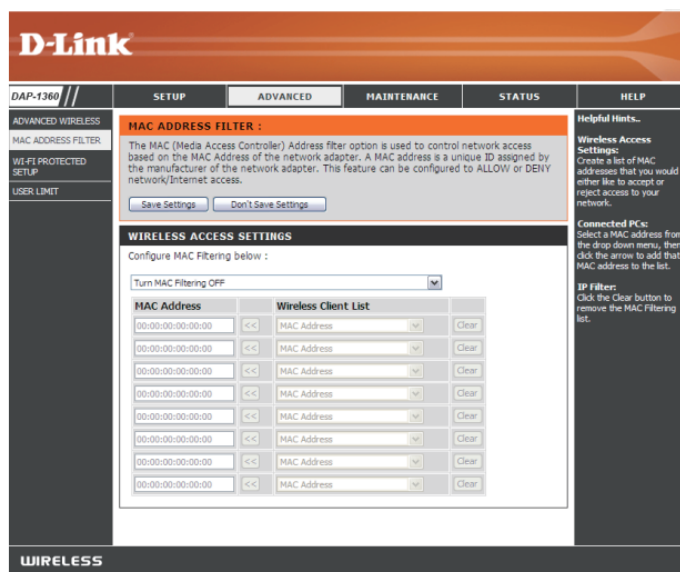 D-Link
DAP-1360
SETUP
ADVANCED
MAINTENANCE
STATUS
HELP
ADVANCED WIRELESS
MAC ADDRESS FILTER
WI-FI PROTECTED
SETUP
USER LIMIT
MAC ADDRESS FILTER :
The MAC (Media Access Controller) Address filter option is used to control network access
based on the MAC Address of the network adapter. A MAC address is a unique ID assigned by
the manufacturer of the network adapter. This feature can be configured to ALLOW or DENY
network/Internet access.
Save Settings
Don't Save Settings
WIRELESS ACCESS SETTINGS
Configure MAC Filtering below :
Turn MAC Filtering OFF
MAC Address
Wireless Client List
00:00:00:00:00:00 << MAC Address Clear
00:00:00:00:00:00 << MAC Address Clear
00:00:00:00:00:00 << MAC Address Clear
00:00:00:00:00:00 << MAC Address Clear
00:00:00:00:00:00 << MAC Address Clear
00:00:00:00:00:00 << MAC Address Clear
00:00:00:00:00:00 << MAC Address Clear
00:00:00:00:00:00 << MAC Address Clear
Helpful Hints..
Wireless Access
Settings:
Create a list of MAC
addresses that you would
either like to accept or
reject access to your
network.
Connected PCs:
Select a MAC address from
the drop down menu, then
click the arrow to add that
MAC address to the list.
IP Filter:
Click the Clear button to
remove the MAC Filtering
list.
WIRELESS